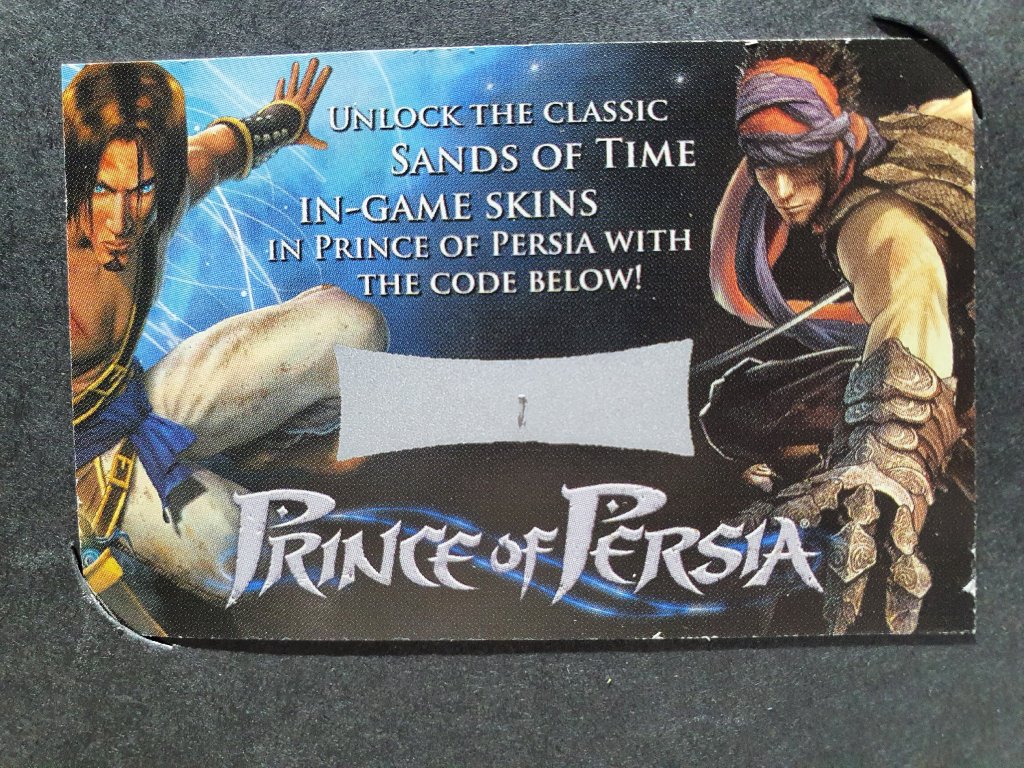 Unlock the classic
Sands of Time
in-game skins
in Prince of Persia with
the code below!
Prince of Persia®